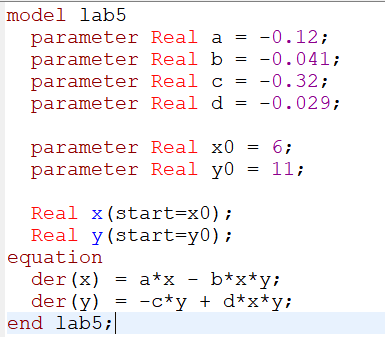 model lab5
  parameter Real a = -0.12;
  parameter Real b = -0.041;
  parameter Real c = -0.32;
  parameter Real d = -0.029;

  parameter Real x0 = 6;
  parameter Real y0 = 11;

  Real x(start=x0);
  Real y(start=y0);
equation
  der(x) = a*x - b*x*y;
  der(y) = -c*y + d*x*y;
end lab5;